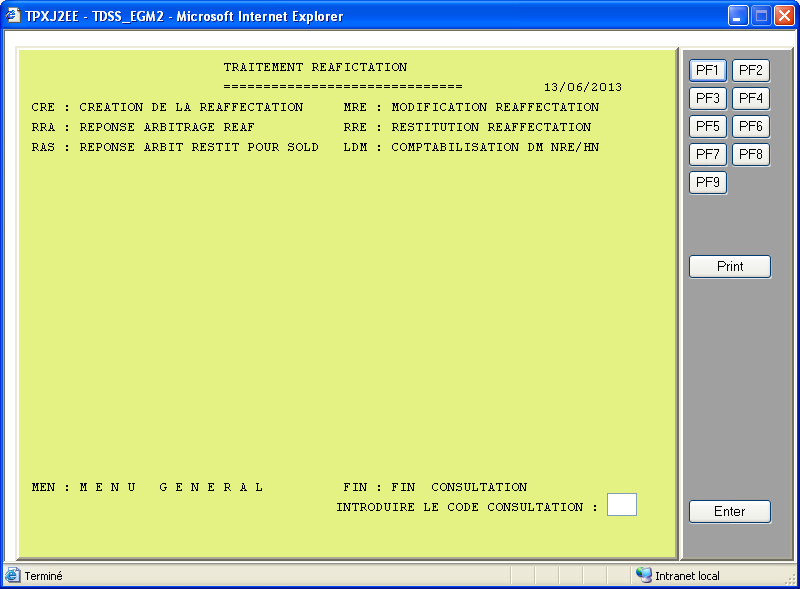 TPXJ2EE - TDSS_EGM2 - Microsoft Internet Explorer
TRAITEMENT REAFICTATION
============================== 13/06/2013
CRE : CREATION DE LA REAFFECTATION MRE : MODIFICATION REAFFECTATION
RRA : REPONSE ARBITRAGE REAF RRE : RESTITUTION REAFFECTATION
RAS : REPONSE ARBIT RESTIT POUR SOLD LDM : COMPTABILISATION DM NRE/HN
MEN : M E N U G E N E R A L FIN : FIN CONSULTATION
INTRODUIRE LE CODE CONSULTATION :
PF1 PF2
PF3 PF4
PF5 PF6
PF7 PF8
PF9
Print
Enter
Terminé Intranet local